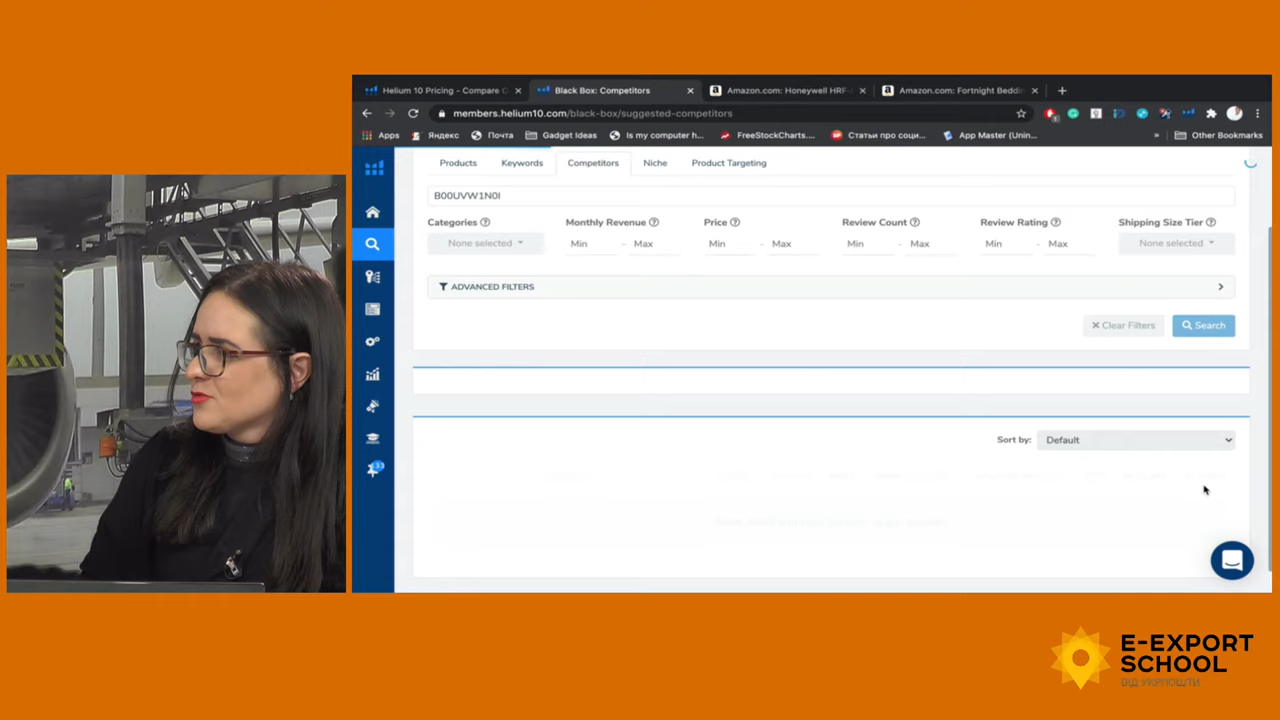 Helium 10 Pricing - Compare
Black Box: Competitors
Amazon.com: Honeywell HRF-
Amazon.com: Fortnight Beddin
members.helium10.com/black-box/suggested-competitors
Apps
Яндекс
Почта
Gadget Ideas
Is my computer h...
FreeStockCharts....
Статьи про соци...
App Master (Unin...
»
Other Bookmarks
Products
Keywords
Competitors
Niche
Product Targeting
B00UVW1N0I
Categories
Monthly Revenue
Price
Review Count
Review Rating
Shipping Size Tier
None selected
Min - Max
Min - Max
Min - Max
Min - Max
None selected
ADVANCED FILTERS
Clear Filters
Search
Sort by: Default
33
E-EXPORT
SCHOOL
ВІД УКРПОШТИ